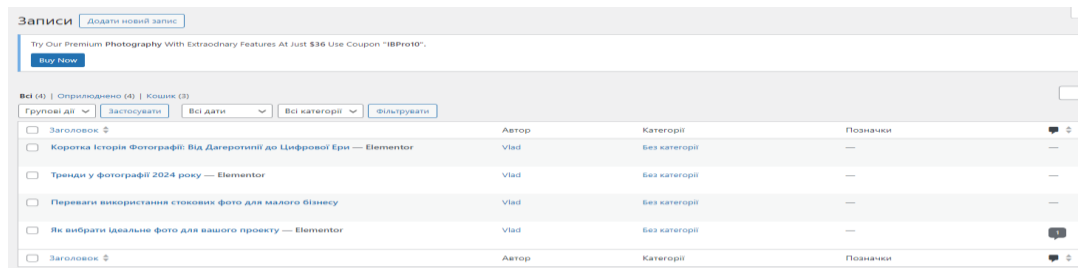 Записи Додати новий запис
Try Our Premium Photography With Extraodnary Features At Just $36 Use Coupon "IBPro10".
Buy Now
Всі (4) | Оприлюднено (4) | Кошик (3)
Групові дії Застосувати Всі дати Всі категорії Фільтрувати
Заголовок Автор Категорії Позначки
Коротка Історія Фотографії: Від Дагеротипії до Цифрової Ери — Elementor Vlad Без категорії — —
Тренди у фотографії 2024 року — Elementor Vlad Без категорії — —
Переваги використання стокових фото для малого бізнесу Vlad Без категорії — —
Як вибрати ідеальне фото для вашого проекту — Elementor Vlad Без категорії — 1
Заголовок Автор Категорії Позначки